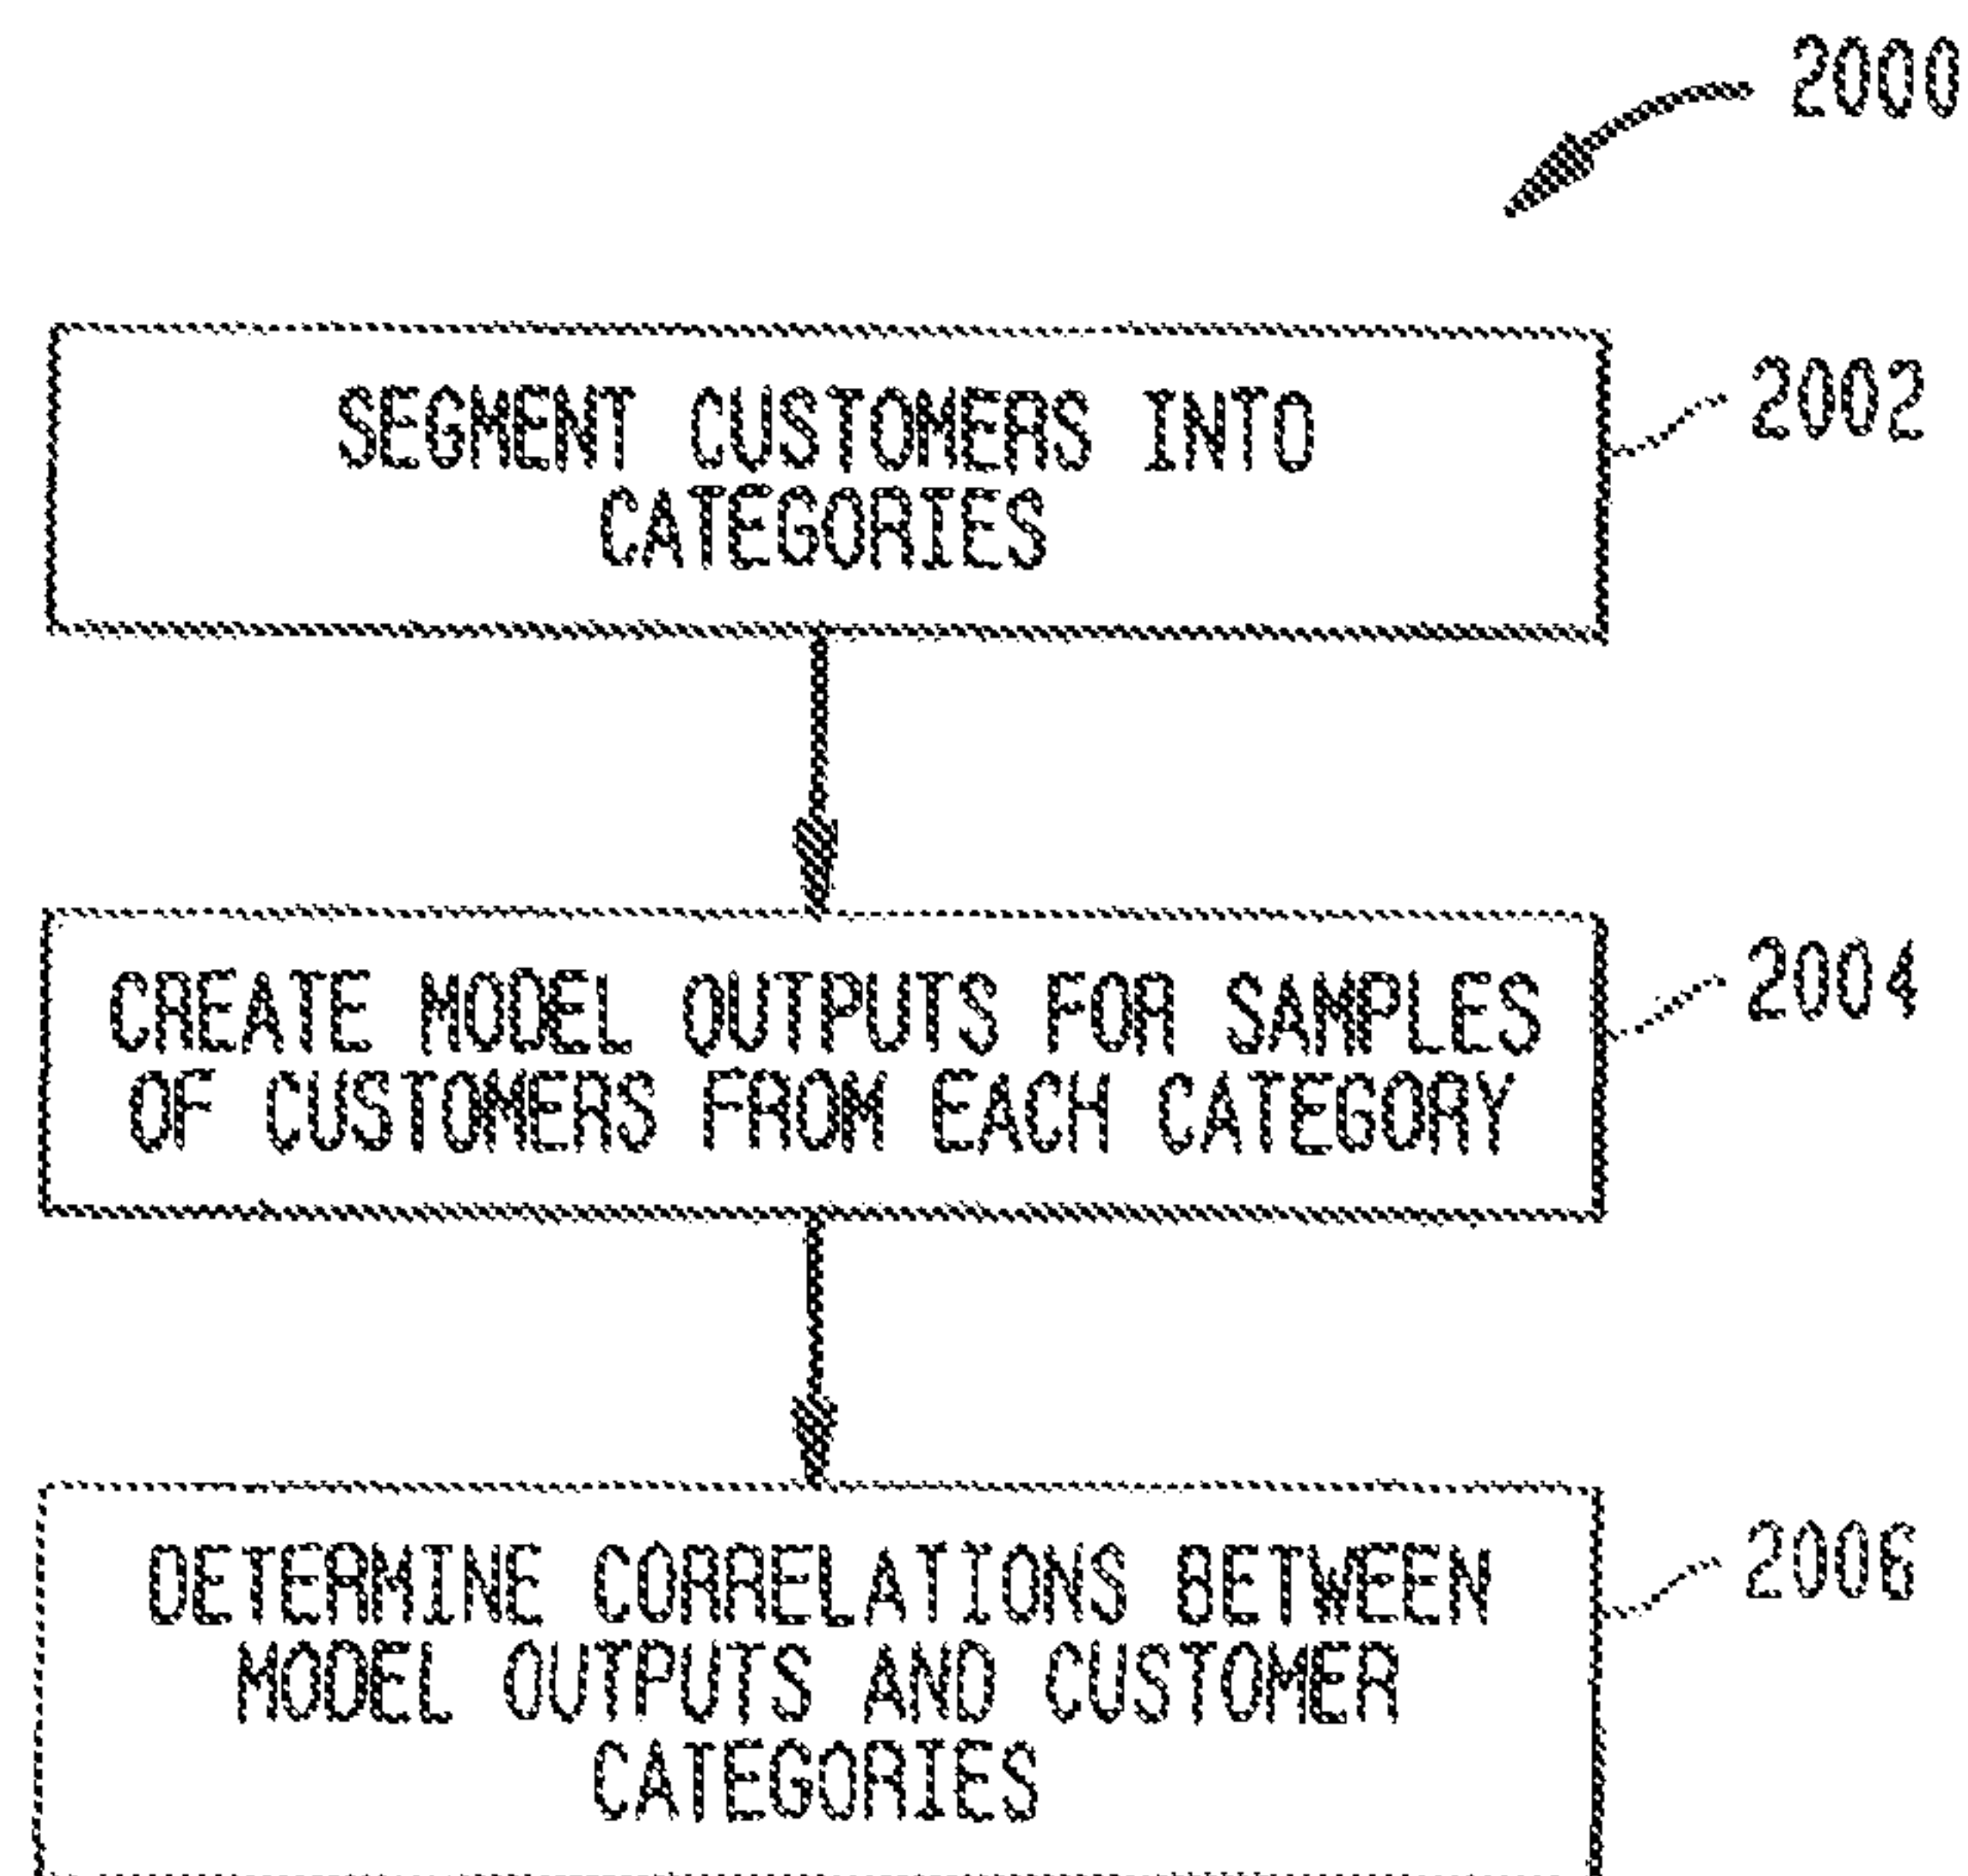 2000
SEGMENT CUSTOMERS INTO
CATEGORIES
2002
CREATE MODEL OUTPUTS FOR SAMPLES
OF CUSTOMERS FROM EACH CATEGORY
2004
DETERMINE CORRELATIONS BETWEEN
MODEL OUTPUTS AND CUSTOMER
CATEGORIES
2006